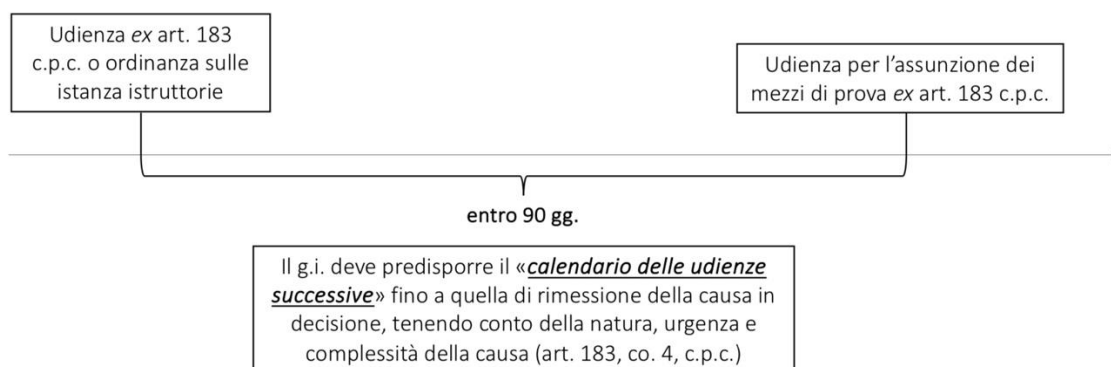 Udienza ex art. 183
c.p.c. o ordinanza sulle
istanza istruttorie
Udienza per l’assunzione dei
mezzi di prova ex art. 183 c.p.c.
entro 90 gg.
Il g.i. deve predisporre il «calendario delle udienze
successive» fino a quella di rimessione della causa in
decisione, tenendo conto della natura, urgenza e
complessità della causa (art. 183, co. 4, c.p.c.)